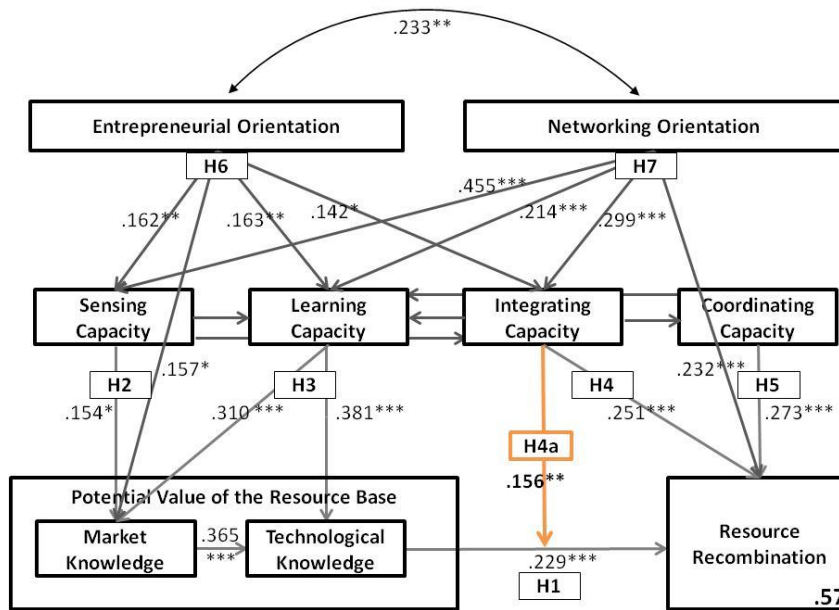 .233**
Entrepreneurial Orientation
Networking Orientation
H6
H7
.162**
.163**
.142*
.455***
.214***
.299***
Sensing
Capacity
Learning
Capacity
Integrating
Capacity
Coordinating
Capacity
H2
.157*
H3
H4
.232***
H5
.154*
.310***
.381***
.251***
.273***
H4a
.156**
Potential Value of the Resource Base
Market
Knowledge
.365
***
Technological
Knowledge
.229***
H1
Resource
Recombination
.57